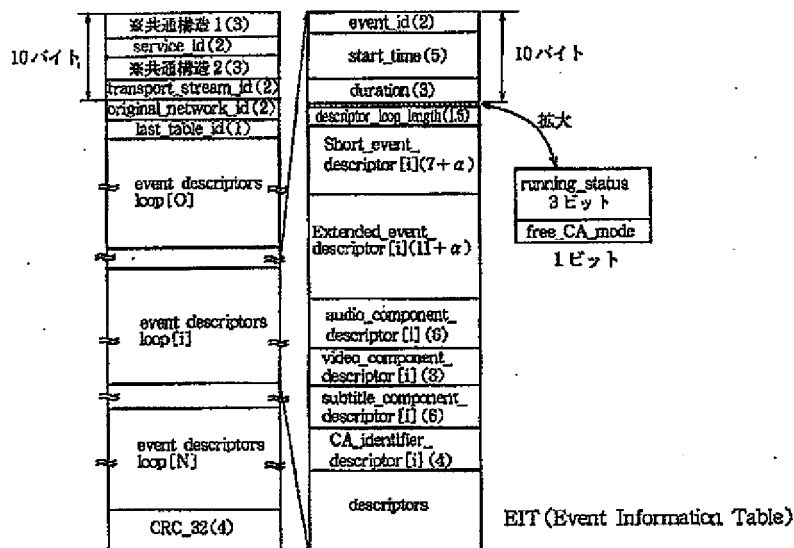 10バイト
※共通構造1(3)
service_id(2)
※共通構造2(3)
transport_stream_id(2)
original_network_id(2)
last_table_id(1)
event descriptors
loop[0]
event descriptors
loop[i]
event descriptors
loop[N]
CRC_32(4)
event_id(2)
start_time(5)
duration(3)
10バイト
descriptor_loop_length(1.5)
Short_event_
descriptor[i](7+α)
Extended_event_
descriptor[i](11+α)
audio_component_
descriptor[i](6)
video_component_
descriptor[i](3)
subtitle_component_
descriptor[i](6)
CA_identifier_
descriptor[i](4)
descriptors
拡大
running_status
3ビット
free_CA_mode
1ビット
EIT(Event Information Table)